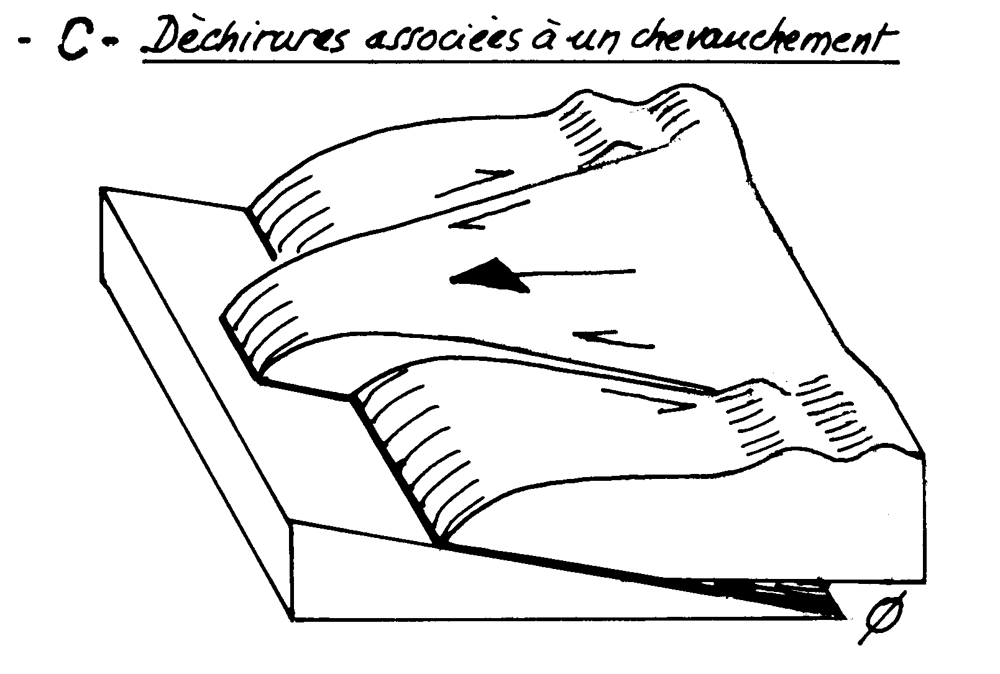 - C - Dèchirures associées à un chevauchement
Ø